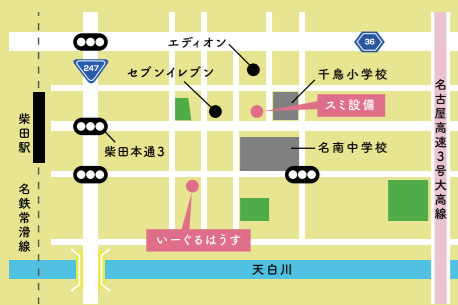 エディオン
36
247
セブンイレブン
千鳥小学校
スミ設備
柴田駅
柴田本通3
名南中学校
名古屋高速3号大高線
名鉄常滑線
いーぐるはうす
天白川